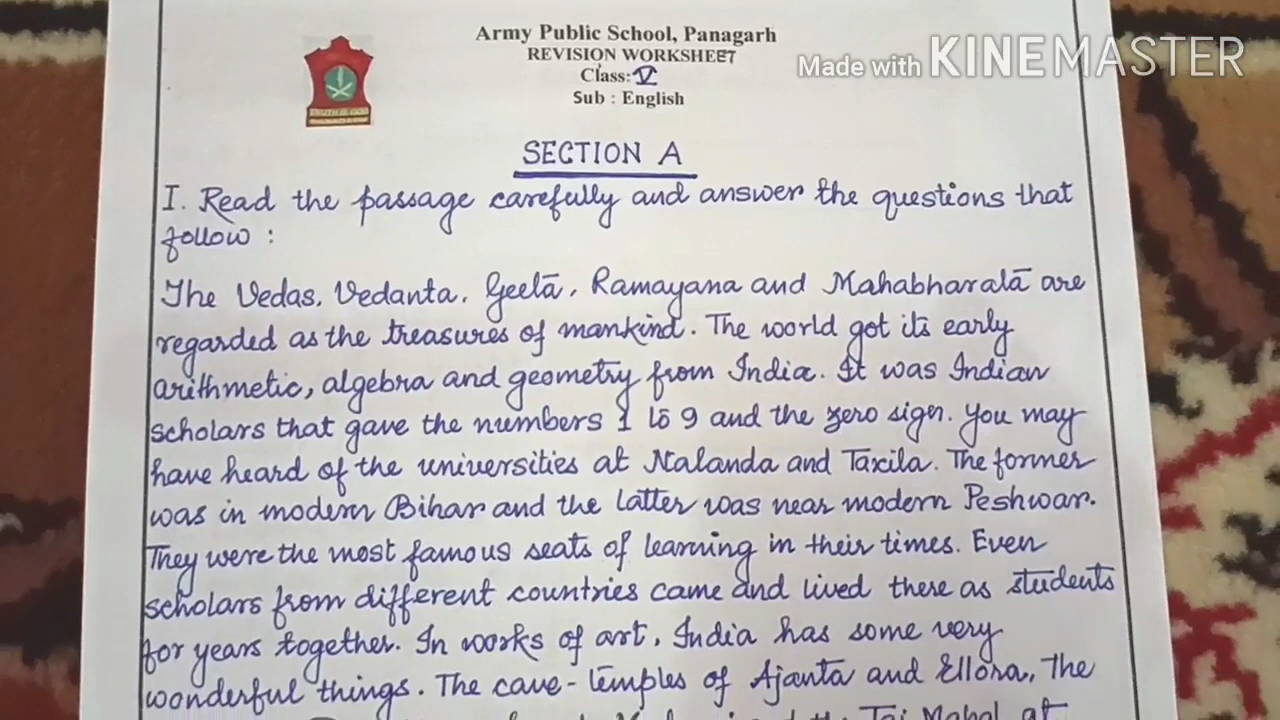 Army Public School, Panagarh
REVISION WORKSHEET
Class: V
Sub : English
Made with KINEMASTER
SECTION A
I. Read the passage carefully and answer the questions that
follow :
The Vedas, Vedanta, Geeta, Ramayana and Mahabharata are
regarded as the treasures of mankind. The world got its early
arithmetic, algebra and geometry from India. It was Indian
scholars that gave the numbers 1 to 9 and the zero sign. You may
have heard of the universities at Nalanda and Taxila. The former
was in modern Bihar and the latter was near modern Peshwar.
They were the most famous seats of learning in their times. Even
scholars from different countries came and lived there as students
for years together. In works of art, India has some very
wonderful things. The cave-temples of Ajanta and Ellora, The
Taj Mahal at